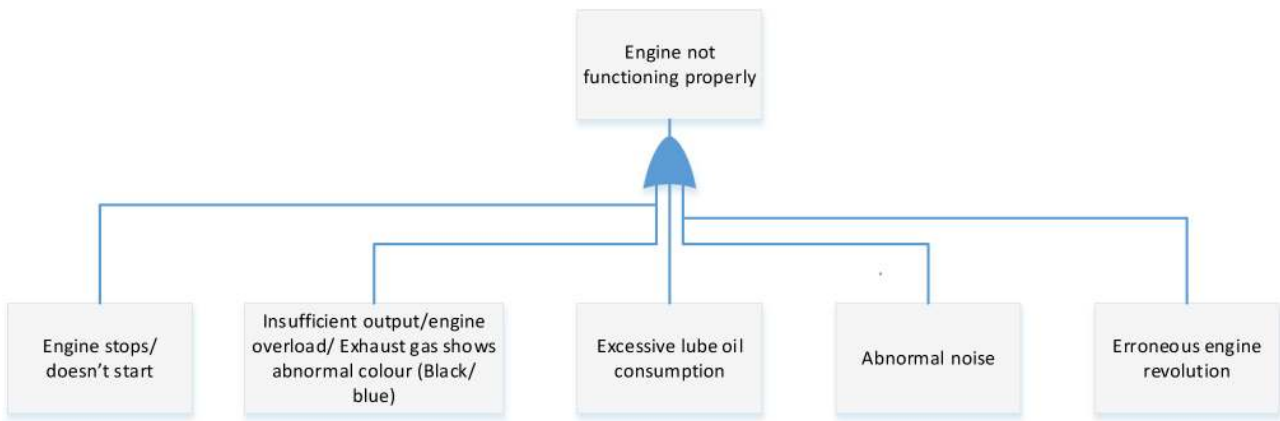 Engine not
functioning properly
Engine stops/
doesn't start
Insufficient output/engine
overload/ Exhaust gas shows
abnormal colour (Black/
blue)
Excessive lube oil
consumption
Abnormal noise
Erroneous engine
revolution